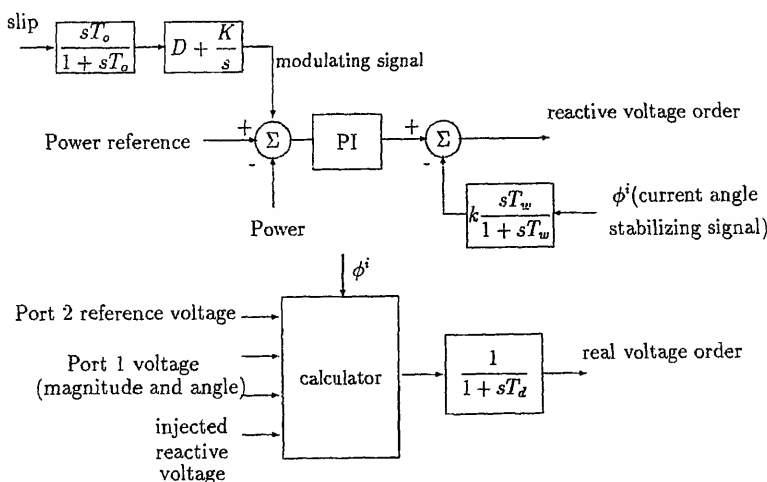 slip
sT_o
1 + sT_o
D + K/s
modulating signal
Power reference
+
Σ
-
PI
+
Σ
-
reactive voltage order
Power
k sT_w
1 + sT_w
ϕ^i(current angle
stabilizing signal)
ϕ^i
Port 2 reference voltage
Port 1 voltage
(magnitude and angle)
injected
reactive
voltage
calculator
1
1 + sT_d
real voltage order